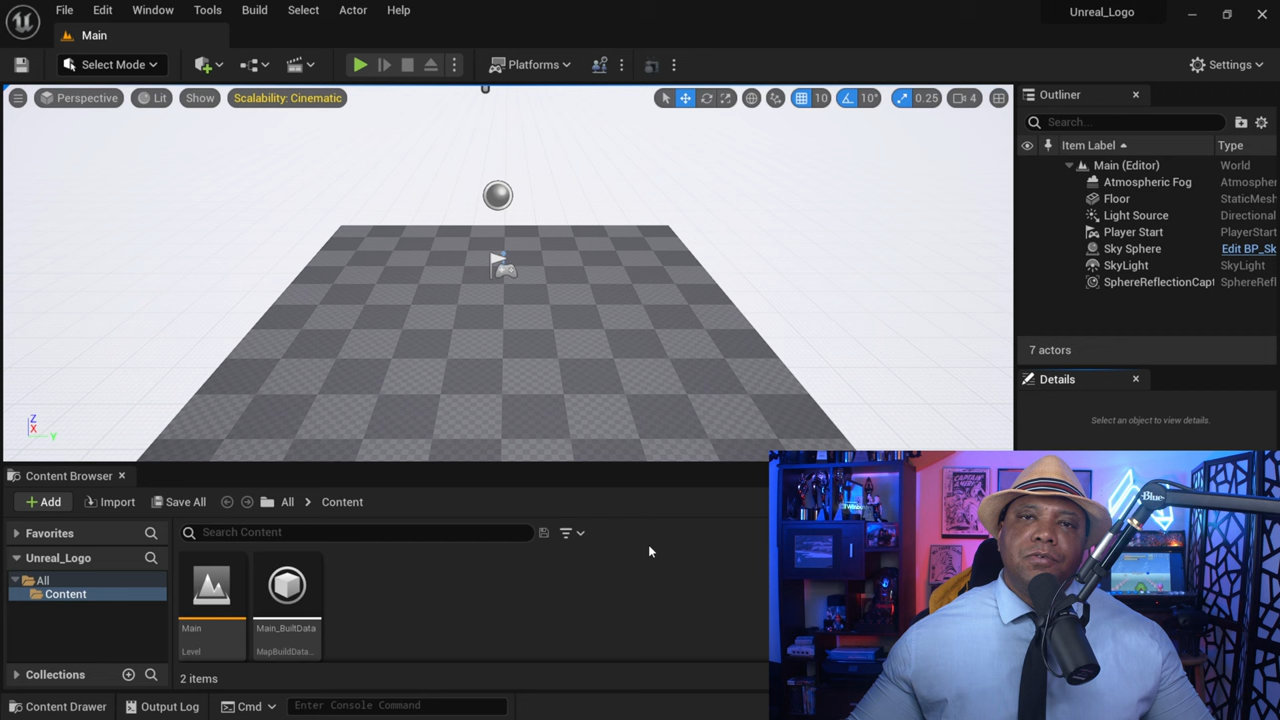 File Edit Window Tools Build Select Actor Help
Unreal_Logo
Main
Select Mode
Platforms
Settings
Perspective
Lit
Show
Scalability: Cinematic
10
10°
0.25
4
Outliner
Search...
Item Label
Type
Main (Editor) World
Atmospheric Fog Atmosphe
Floor StaticMesh
Light Source Directional
Player Start PlayerStart
Sky Sphere Edit BP_Sk
SkyLight SkyLight
SphereReflectionCapt SphereRefl
7 actors
Details
Select an object to view details.
Z
X
Y
Content Browser
Add
Import
Save All
All
Content
Favorites
Search Content
Unreal_Logo
All
Content
Main
Level
Main_BuiltData
MapBuildData...
Collections
2 items
Content Drawer
Output Log
Cmd
Enter Console Command
CAPTAIN
AMERICA
Blue